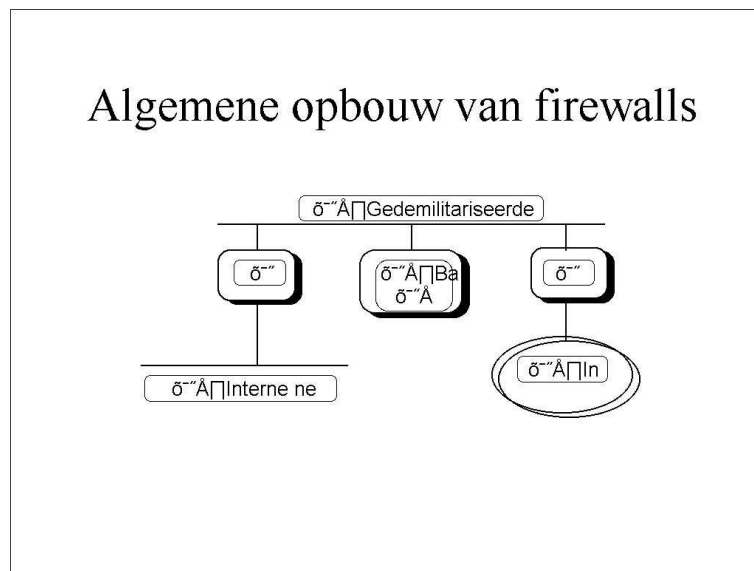 Algemene opbouw van firewalls
õ¯˝Å∏Gedemilitariseerde
õ¯˝
õ¯˝Å∏Ba
õ¯˝Å
õ¯˝
õ¯˝Å∏Interne ne
õ¯˝Å∏In